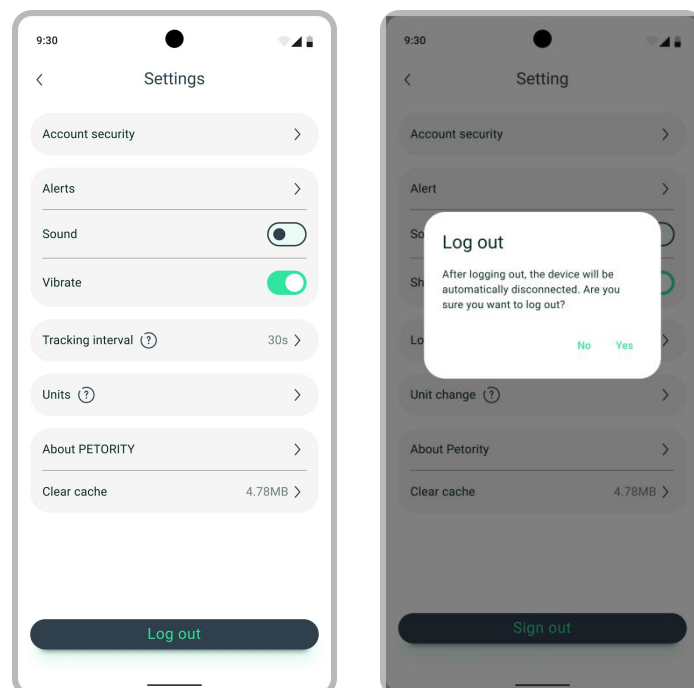 9:30
Settings
Account security
Alerts
Sound
Vibrate
Tracking interval ?
30s
Units ?
About PETORITY
Clear cache
4.78MB
Log out
9:30
Setting
Account security
Alert
So
Sh
Lo
Log out
After logging out, the device will be
automatically disconnected. Are you
sure you want to log out?
No Yes
Unit change ?
About Petority
Clear cache
4.78MB
Sign out